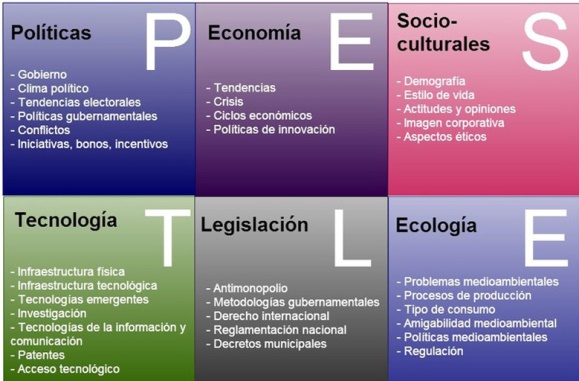 Políticas
P
- Gobierno
- Clima político
- Tendencias electorales
- Políticas gubernamentales
- Conflictos
- Iniciativas, bonos, incentivos
Economía
E
- Tendencias
- Crisis
- Ciclos económicos
- Políticas de innovación
Socio-
culturales
S
- Demografía
- Estilo de vida
- Actitudes y opiniones
- Imagen corporativa
- Aspectos éticos
Tecnología
T
- Infraestructura física
- Infraestructura tecnológica
- Tecnologías emergentes
- Investigación
- Tecnologías de la información y
comunicación
- Patentes
- Acceso tecnológico
Legislación
L
- Antimonopolio
- Metodologías gubernamentales
- Derecho internacional
- Reglamentación nacional
- Decretos municipales
Ecología
E
- Problemas medioambientales
- Procesos de producción
- Tipo de consumo
- Amigabilidad medioambiental
- Políticas medioambientales
- Regulación